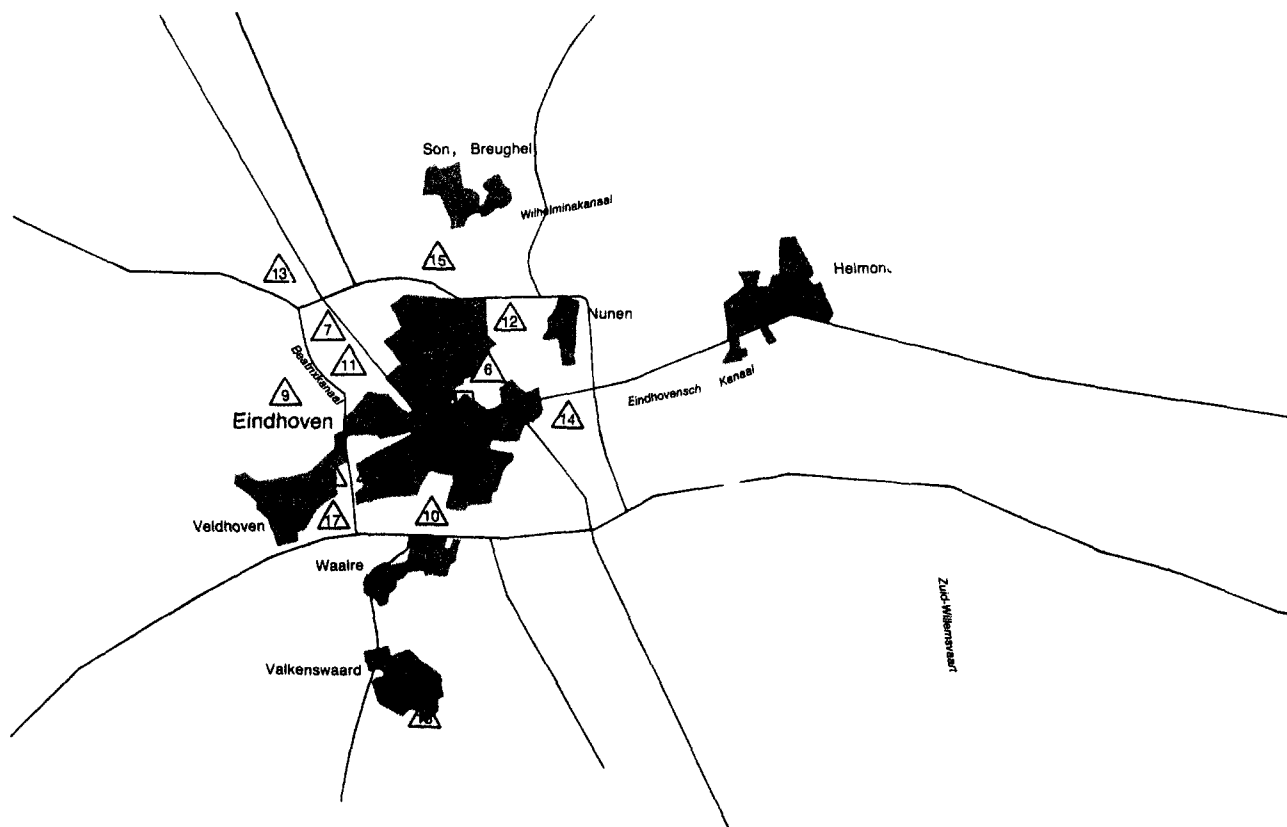 Son, Breughel
Wilhelminakanaal
15
13
Helmon
7
12
Nunen
11
Beatrixkanaal
6
9
Eindhovensch Kanaal
14
Eindhoven
10
17
Veldhoven
Waalre
Zuid-Willemsvaart
Valkenswaard